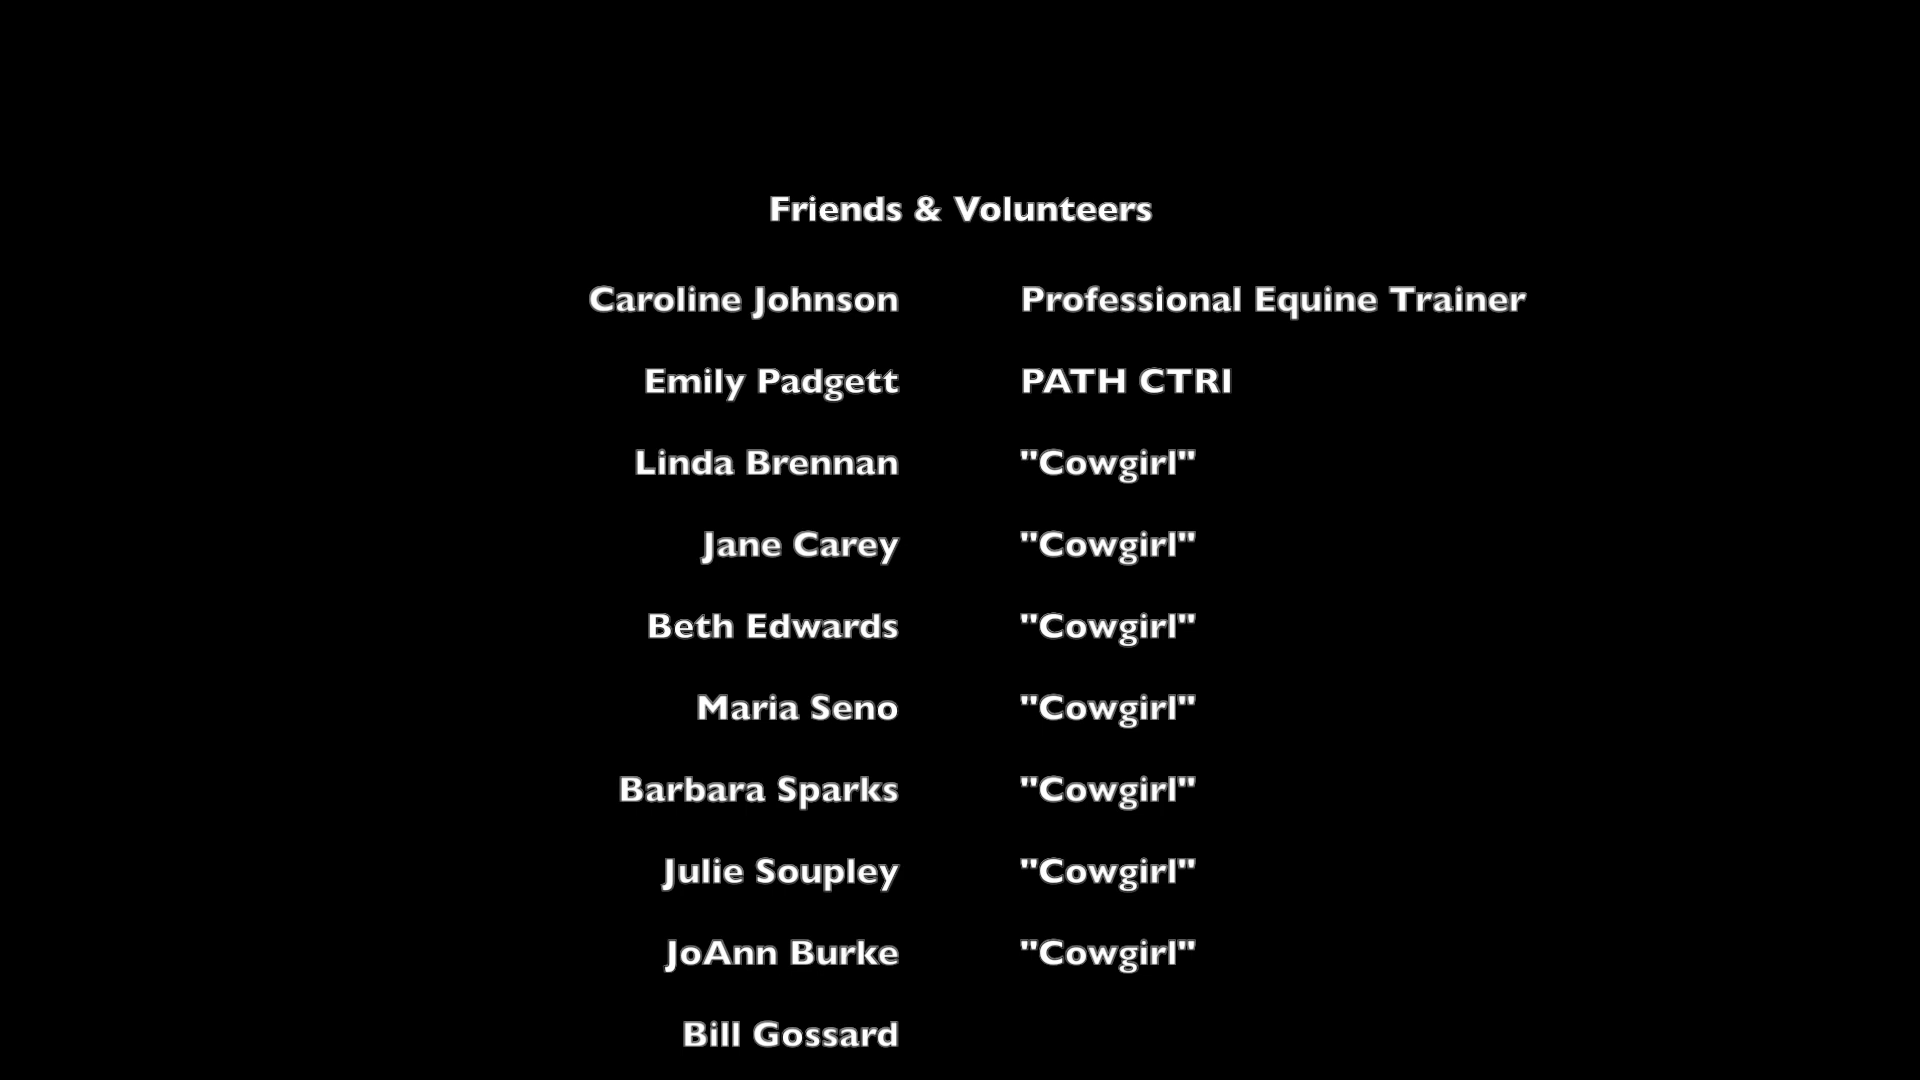 Friends & Volunteers
Caroline Johnson Professional Equine Trainer
Emily Padgett PATH CTRI
Linda Brennan "Cowgirl"
Jane Carey "Cowgirl"
Beth Edwards "Cowgirl"
Maria Seno "Cowgirl"
Barbara Sparks "Cowgirl"
Julie Soupley "Cowgirl"
JoAnn Burke "Cowgirl"
Bill Gossard